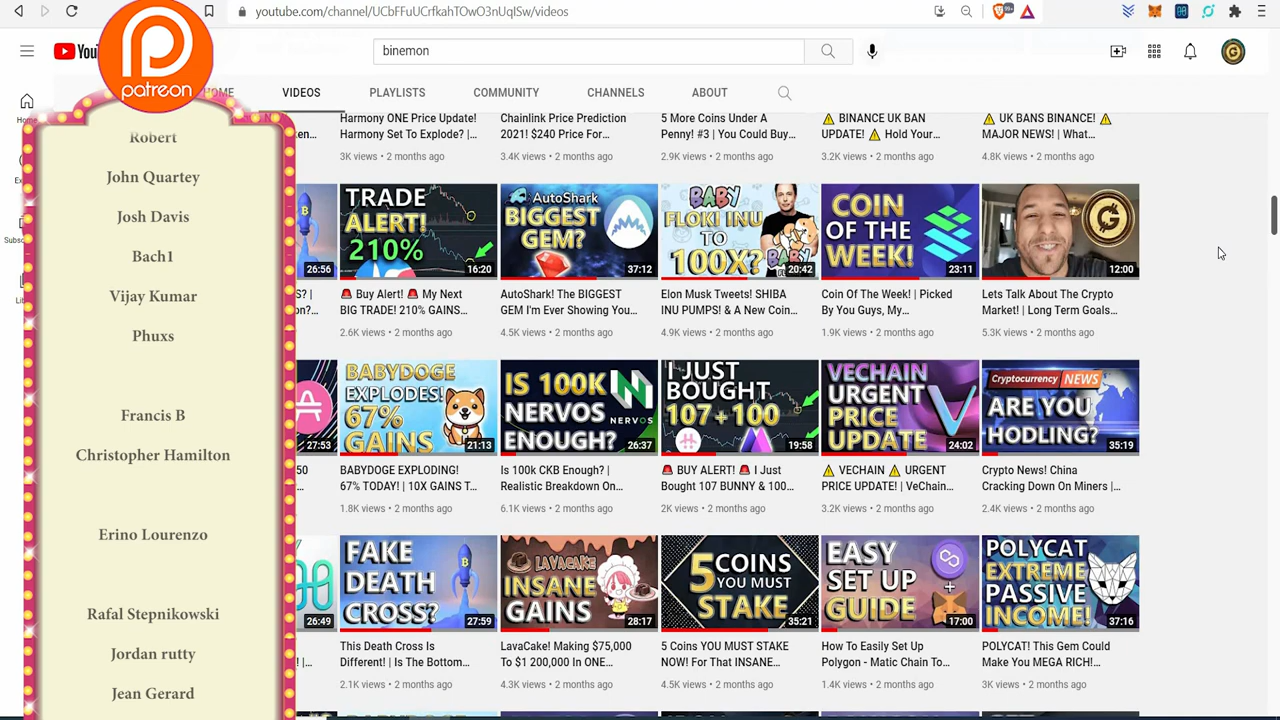 youtube.com/channel/UCbFFuUCrfkahTOwO3nUqlSw/videos
99+
YouT
binemon
patreon
HOME
VIDEOS
PLAYLISTS
COMMUNITY
CHANNELS
ABOUT
Robert
John Quartey
Josh Davis
Bach1
Vijay Kumar
Phuxs
Francis B
Christopher Hamilton
Erino Lourenzo
Rafal Stepnikowski
Jordan rutty
Jean Gerard
Harmony ONE Price Update!
Harmony Set To Explode? |...
3K views • 2 months ago
Chainlink Price Prediction
2021! $240 Price For...
3.4K views • 2 months ago
5 More Coins Under A
Penny! #3 | You Could Buy...
2.9K views • 2 months ago
⚠ BINANCE UK BAN
UPDATE! ⚠ Hold Your...
3.2K views • 2 months ago
⚠ UK BANS BINANCE! ⚠
MAJOR NEWS! | What...
4.8K views • 2 months ago
26:56
TRADE
ALERT!
210%
16:20
🚨 Buy Alert! 🚨 My Next
BIG TRADE! 210% GAINS...
2.6K views • 2 months ago
AutoShark
BIGGEST
GEM?
37:12
AutoShark! The BIGGEST
GEM I'm Ever Showing You...
4.5K views • 2 months ago
BABY
FLOKI INU
TO
100X?
BABY
20:42
Elon Musk Tweets! SHIBA
INU PUMPS! & A New Coin...
4.9K views • 2 months ago
COIN
OF THE
WEEK!
23:11
Coin Of The Week! | Picked
By You Guys, My...
1.9K views • 2 months ago
12:00
Lets Talk About The Crypto
Market! | Long Term Goals...
5.3K views • 2 months ago
27:53
BABYDOGE
EXPLODES!
67%
GAINS
21:13
BABYDOGE EXPLODING!
67% TODAY! | 10X GAINS T...
1.8K views • 2 months ago
IS 100K
NERVOS
ENOUGH?
NERVOS
26:37
Is 100k CKB Enough? |
Realistic Breakdown On...
6.1K views • 2 months ago
I JUST
BOUGHT
107 + 100
19:58
🚨 BUY ALERT! 🚨 I Just
Bought 107 BUNNY & 100...
2K views • 2 months ago
VECHAIN
URGENT
PRICE
UPDATE
24:02
⚠ VECHAIN ⚠ URGENT
PRICE UPDATE! | VeChain...
3.2K views • 2 months ago
Cryptocurrency NEWS
ARE YOU
HODLING?
35:19
Crypto News! China
Cracking Down On Miners |...
2.4K views • 2 months ago
26:49
FAKE
DEATH
CROSS?
27:59
This Death Cross Is
Different! | Is The Bottom...
2.1K views • 2 months ago
LAVACAKE
INSANE
GAINS
28:17
LavaCake! Making $75,000
To $1 200,000 In ONE...
4.3K views • 2 months ago
5 COINS
YOU MUST
STAKE
35:21
5 Coins YOU MUST STAKE
NOW! For That INSANE...
4.5K views • 2 months ago
EASY
SET UP
GUIDE
17:00
How To Easily Set Up
Polygon - Matic Chain To...
1.4K views • 2 months ago
POLYCAT
EXTREME
PASSIVE
INCOME!
37:16
POLYCAT! This Gem Could
Make You MEGA RICH!...
3K views • 2 months ago